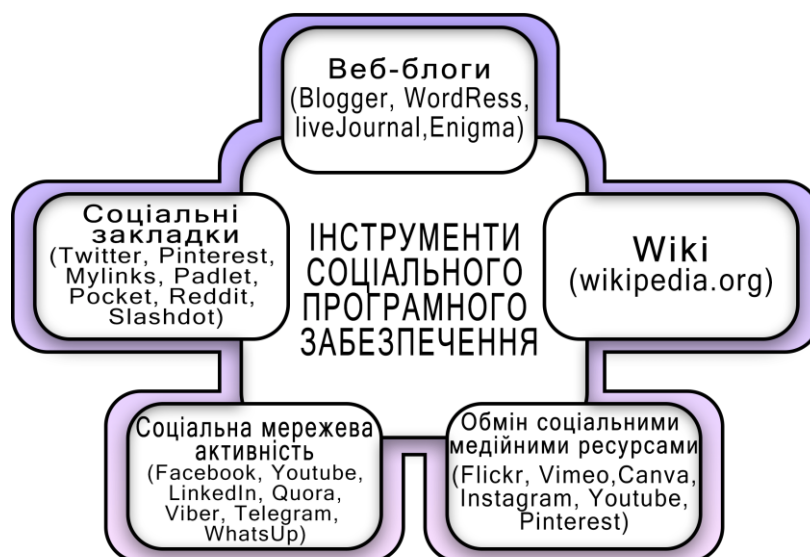 Веб-блоги
(Blogger, WordRess,
liveJournal,Enigma)
Соціальні
закладки
(Twitter, Pinterest,
Mylinks, Padlet,
Pocket, Reddit,
Slashdot)
ІНСТРУМЕНТИ
СОЦІАЛЬНОГО
ПРОГРАМНОГО
ЗАБЕЗПЕЧЕННЯ
Wiki
(wikipedia.org)
Соціальна мережева
активність
(Facebook, Youtube,
LinkedIn, Quora,
Viber, Telegram,
WhatsUp)
Обмін соціальними
медійними ресурсами
(Flickr, Vimeo,Canva,
Instagram, Youtube,
Pinterest)